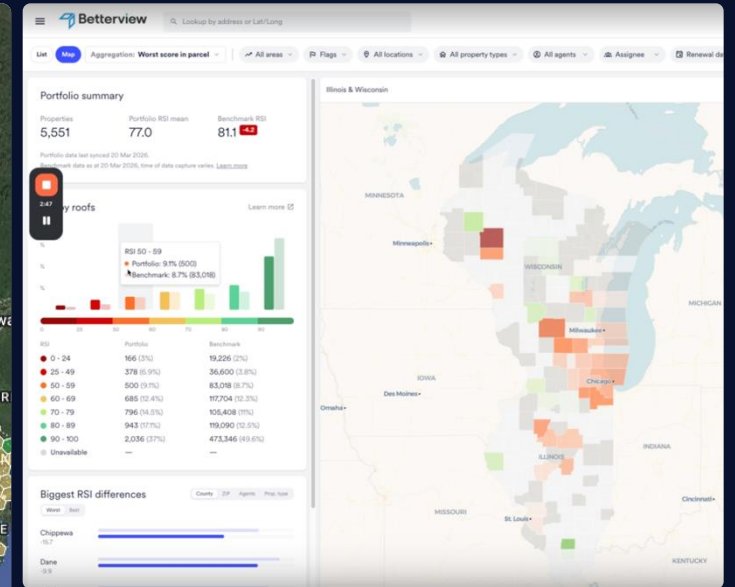 Betterview
Lookup by address or Lat/Long
List
Map
Aggregation: Worst score in parcel
All areas
Flags
All locations
All property types
All agents
Assignee
Renewal da
Portfolio summary
Properties
Portfolio RSI mean
Benchmark RSI
5,551
77.0
81.1 -4.2
Portfolio data last synced 20 Mar 2026.
Benchmark data as at 20 Mar 2026, time of data capture varies. Learn more
2:47
by roofs
Learn more
RSI 50 - 59
Portfolio: 9.1% (500)
Benchmark: 8.7% (83,018)
RSI Portfolio Benchmark
0 - 24 166 (3%) 19,226 (2%)
25 - 49 378 (6.9%) 36,600 (3.8%)
50 - 59 500 (9.1%) 83,018 (8.7%)
60 - 69 685 (12.4%) 117,704 (12.3%)
70 - 79 796 (14.5%) 105,408 (11%)
80 - 89 943 (17.1%) 119,090 (12.5%)
90 - 100 2,036 (37%) 473,346 (49.6%)
Unavailable — —
Biggest RSI differences
County
ZIP
Agents
Prop. type
Worst
Best
Chippewa
-15.7
Dane
Illinois & Wisconsin
MINNESOTA
Minneapolis
WISCONSIN
MICHIGAN
Milwaukee
IOWA
Chicago
Des Moines
Omaha
ILLINOIS
INDIANA
Cincinnati
MISSOURI
St. Louis
KENTUCKY